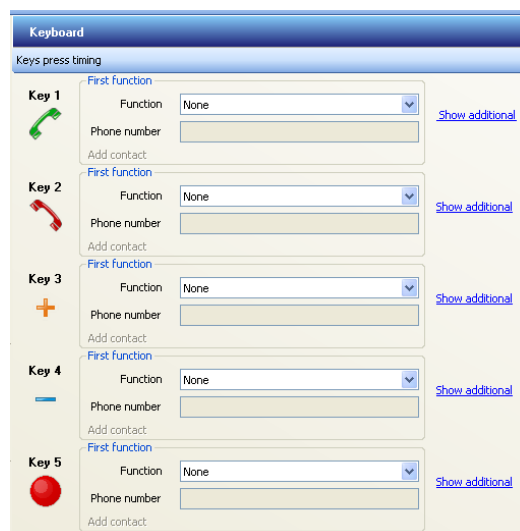 Keyboard
Keys press timing
First function
Key 1
Function None
Show additional
Phone number
Add contact
First function
Key 2
Function None
Show additional
Phone number
Add contact
First function
Key 3
Function None
Show additional
Phone number
Add contact
First function
Key 4
Function None
Show additional
Phone number
Add contact
First function
Key 5
Function None
Show additional
Phone number
Add contact